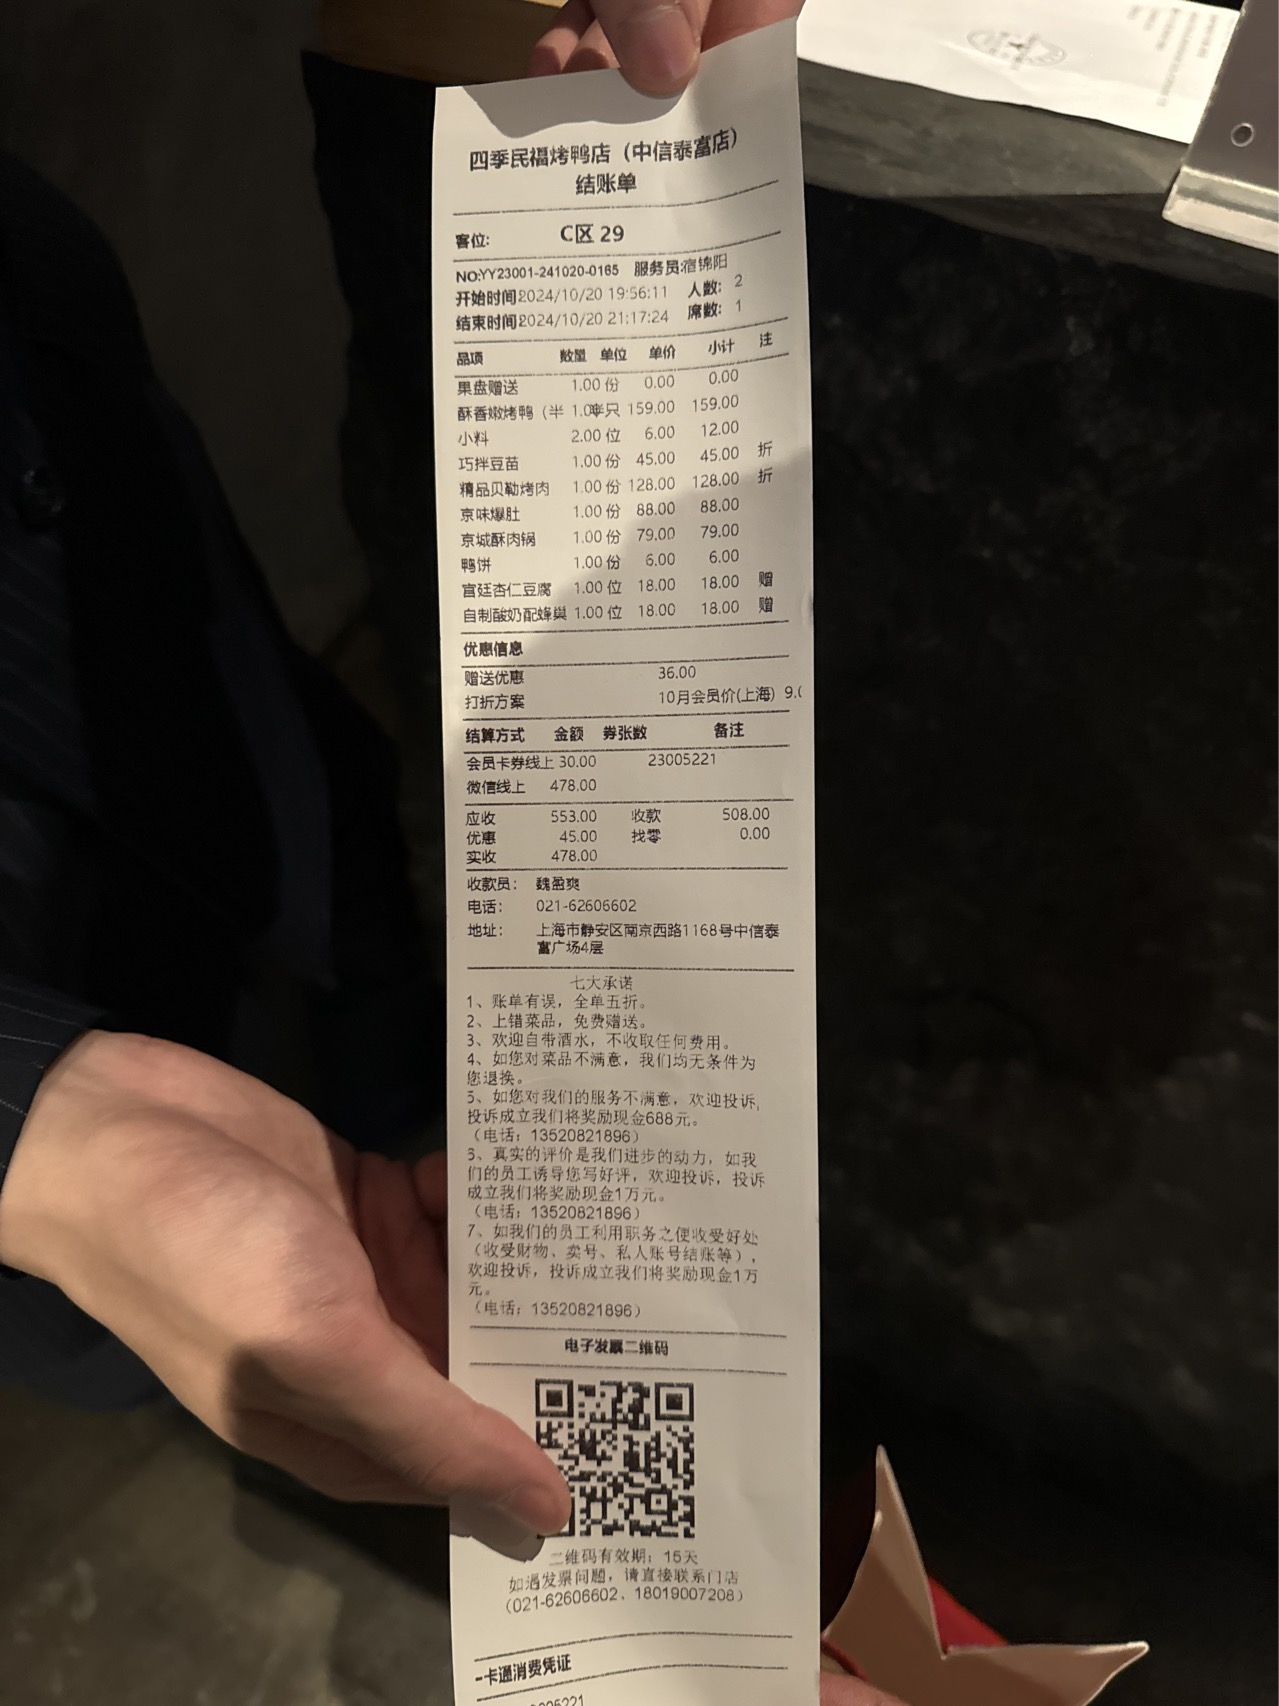 四季民福烤鸭店（中信泰富店）
结账单
客位: C区 29
NO:YY23001-241020-0165 服务员:宿锦阳
开始时间2024/10/20 19:56:11 人数: 2
结束时间2024/10/20 21:17:24 席数: 1
品项 数量 单位 单价 小计 注
果盘赠送 1.00 份 0.00 0.00
酥香嫩烤鸭（半 1.00半只 159.00 159.00
小料 2.00 位 6.00 12.00
巧拌豆苗 1.00 份 45.00 45.00 折
精品贝勒烤肉 1.00 份 128.00 128.00 折
京味爆肚 1.00 份 88.00 88.00
京城酥肉锅 1.00 份 79.00 79.00
鸭饼 1.00 份 6.00 6.00
宫廷杏仁豆腐 1.00 位 18.00 18.00 赠
自制酸奶配蜂巢 1.00 位 18.00 18.00 赠
优惠信息
赠送优惠 36.00
打折方案 10月会员价(上海) 9.0
结算方式 金额 券张数 备注
会员卡券线上 30.00 23005221
微信线上 478.00
应收 553.00 收款 508.00
优惠 45.00 找零 0.00
实收 478.00
收款员: 魏盈爽
电话: 021-62606602
地址: 上海市静安区南京西路1168号中信泰
富广场4层
七大承诺
1、账单有误，全单五折。
2、上错菜品，免费赠送。
3、欢迎自带酒水，不收取任何费用。
4、如您对菜品不满意，我们均无条件为
您退换。
5、如您对我们的服务不满意，欢迎投诉,
投诉成立我们将奖励现金688元。
（电话：13520821896）
6、真实的评价是我们进步的动力，如我
们的员工诱导您写好评，欢迎投诉，投诉
成立我们将奖励现金1万元。
（电话：13520821896）
7、如我们的员工利用职务之便收受好处
（收受财物、卖号、私人账号结账等），
欢迎投诉，投诉成立我们将奖励现金1万
元。
（电话：13520821896）
电子发票二维码
二维码有效期：15天
如遇发票问题，请直接联系门店
（021-62606602、18019007208）
-卡通消费凭证